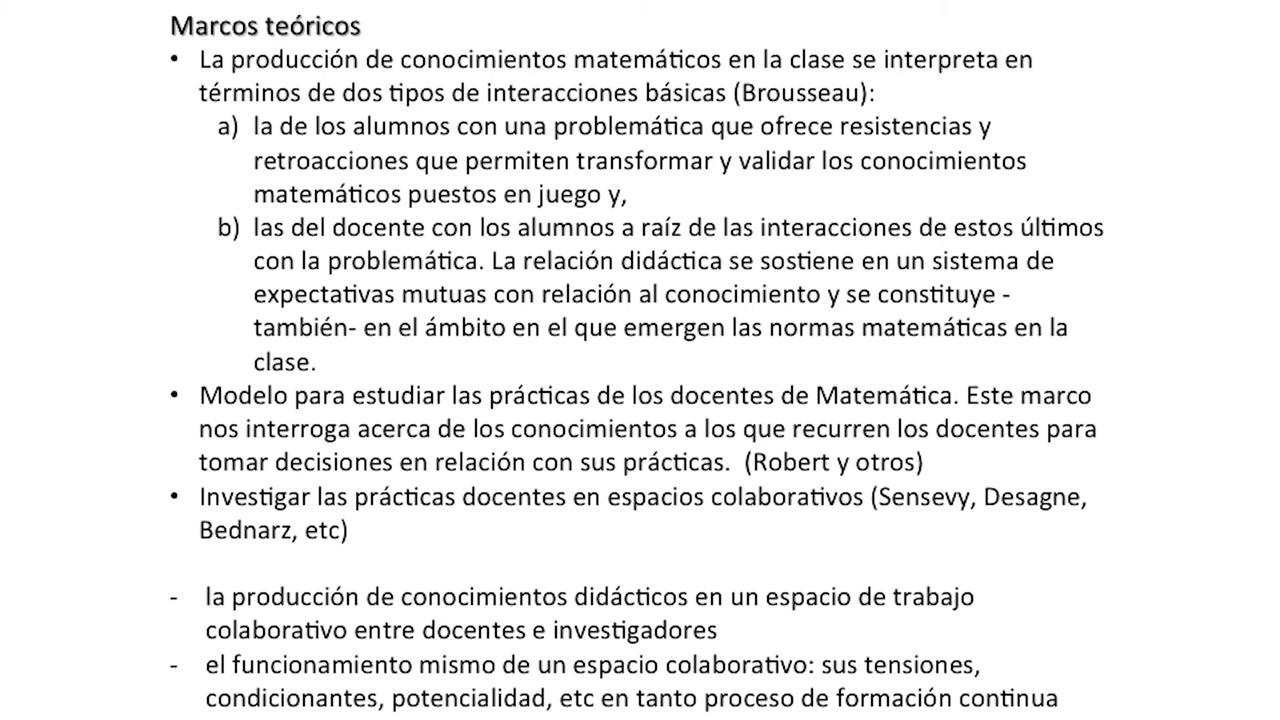 Marcos teóricos
• La producción de conocimientos matemáticos en la clase se interpreta en
términos de dos tipos de interacciones básicas (Brousseau):
a) la de los alumnos con una problemática que ofrece resistencias y
retroacciones que permiten transformar y validar los conocimientos
matemáticos puestos en juego y,
b) las del docente con los alumnos a raíz de las interacciones de estos últimos
con la problemática. La relación didáctica se sostiene en un sistema de
expectativas mutuas con relación al conocimiento y se constituye -
también- en el ámbito en el que emergen las normas matemáticas en la
clase.
• Modelo para estudiar las prácticas de los docentes de Matemática. Este marco
nos interroga acerca de los conocimientos a los que recurren los docentes para
tomar decisiones en relación con sus prácticas. (Robert y otros)
• Investigar las prácticas docentes en espacios colaborativos (Sensevy, Desagne,
Bednarz, etc)
- la producción de conocimientos didácticos en un espacio de trabajo
colaborativo entre docentes e investigadores
- el funcionamiento mismo de un espacio colaborativo: sus tensiones,
condicionantes, potencialidad, etc en tanto proceso de formación continua